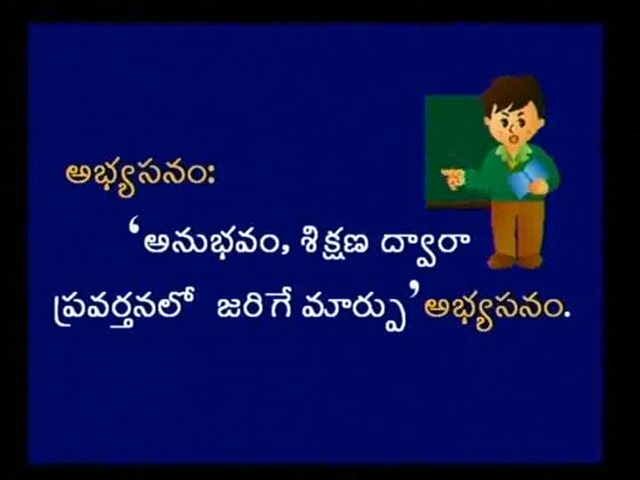 అభ్యసనం:
‘అనుభవం, శిక్షణ ద్వారా
ప్రవర్తనలో జరిగే మార్పు’ అభ్యసనం.